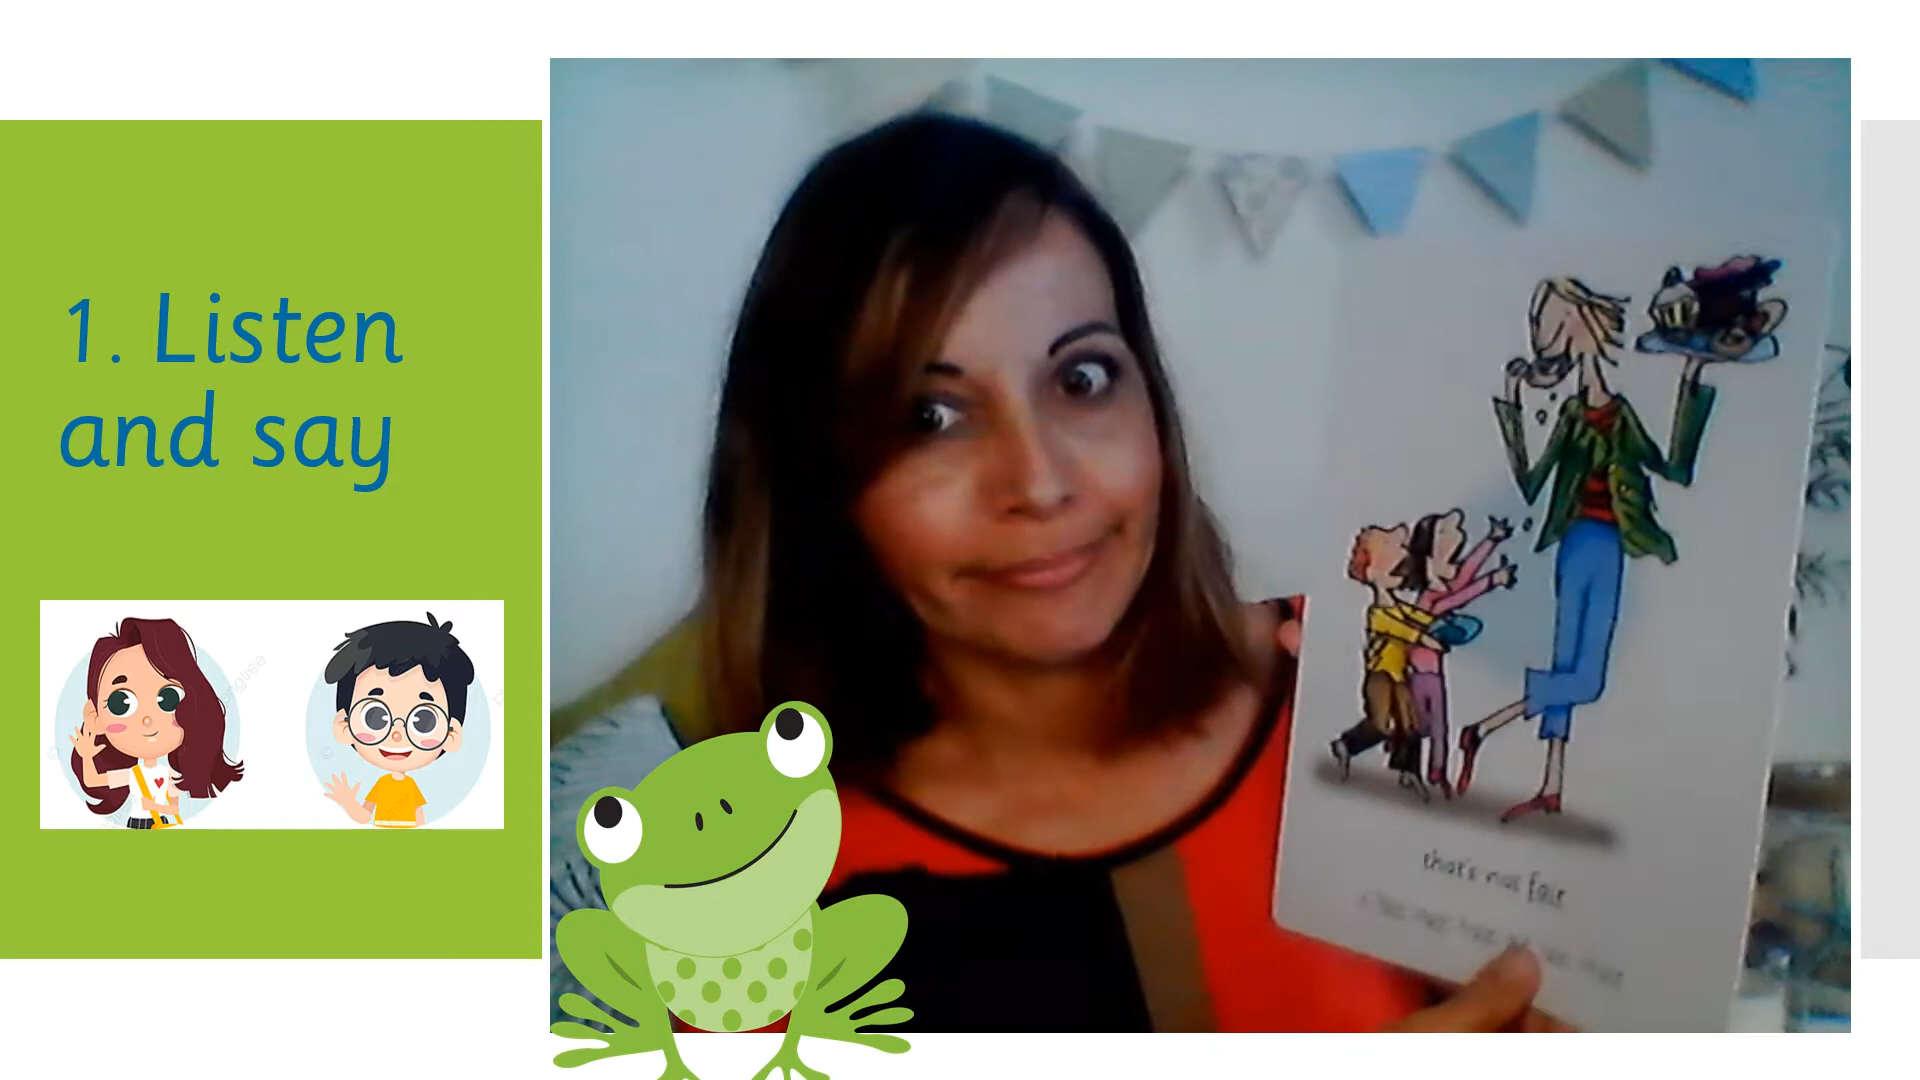 1. Listen
and say
that's not fair